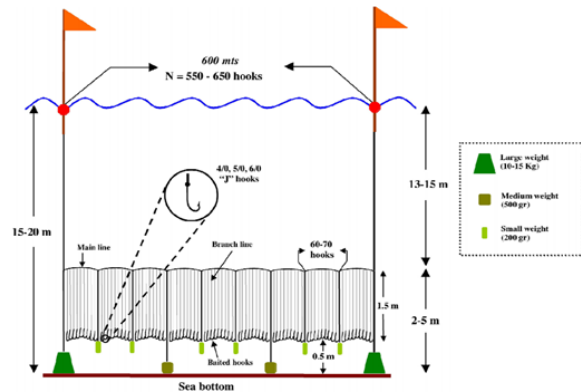 600 mts
N = 550 - 650 hooks
4/0, 5/0, 6/0
"J" hooks
15-20 m
13-15 m
Large weight
(10-15 Kg)
Medium weight
(500 gr)
Small weight
(200 gr)
Main line
Branch line
60-70
hooks
1.5 m
2-5 m
Baited hooks
0.5 m
Sea bottom